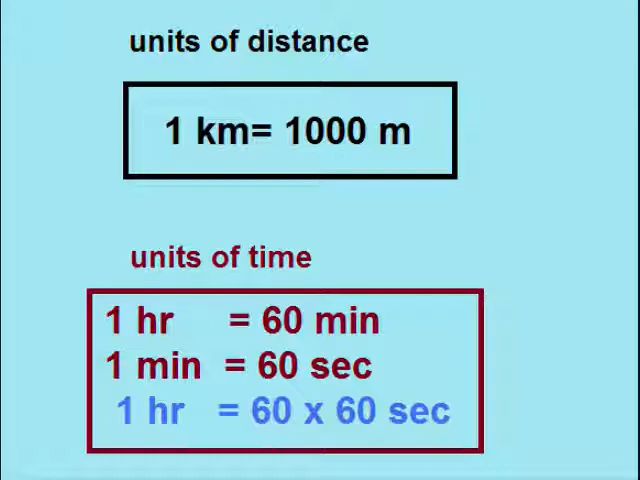 units of distance
1 km= 1000 m
units of time
1 hr = 60 min
1 min = 60 sec
1 hr = 60 x 60 sec